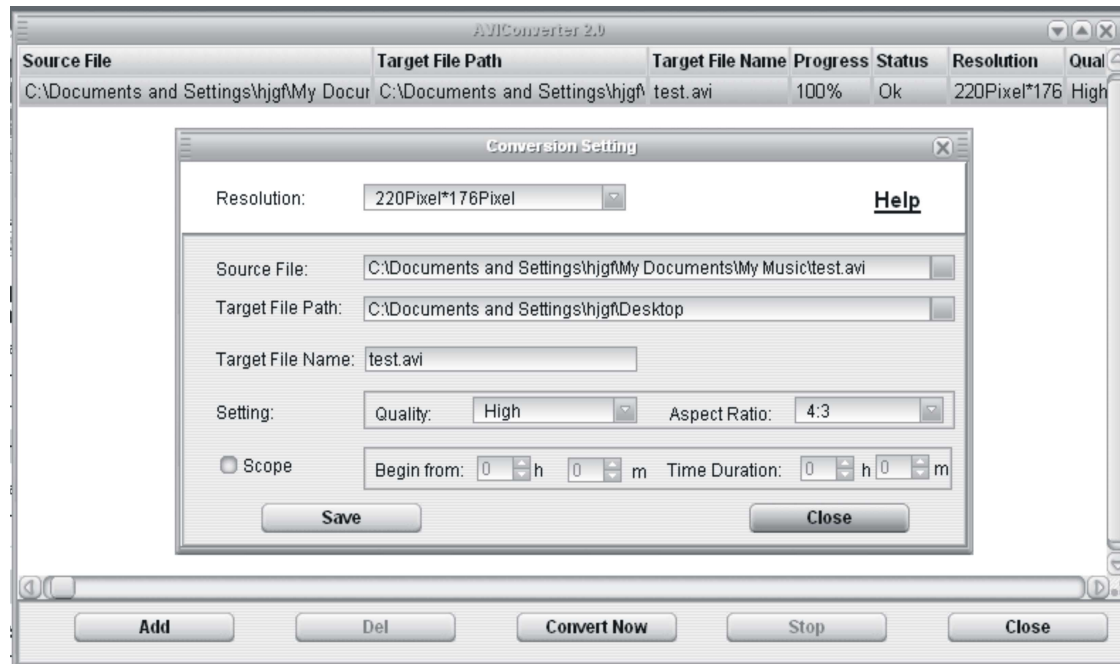 AVIConverter 2.0
Source File Target File Path Target File Name Progress Status Resolution Qual
C:\Documents and Settings\hjgf\My Docur C:\Documents and Settings\hjgf\ test.avi 100% Ok 220Pixel*176 High
Conversion Setting
Resolution: 220Pixel*176Pixel Help
Source File: C:\Documents and Settings\hjgf\My Documents\My Music\test.avi
Target File Path: C:\Documents and Settings\hjgf\Desktop
Target File Name: test.avi
Setting: Quality: High Aspect Ratio: 4:3
Scope Begin from: 0 h 0 m Time Duration: 0 h 0 m
Save Close
Add Del Convert Now Stop Close